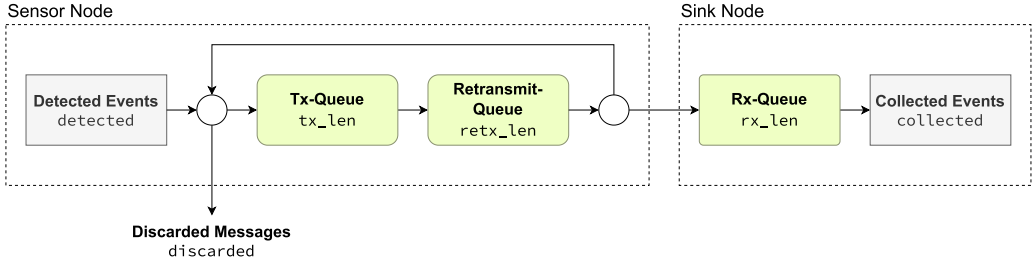 Sensor Node
Sink Node
Detected Events
detected
Tx-Queue
tx_len
Retransmit-
Queue
retx_len
Rx-Queue
rx_len
Collected Events
collected
Discarded Messages
discarded